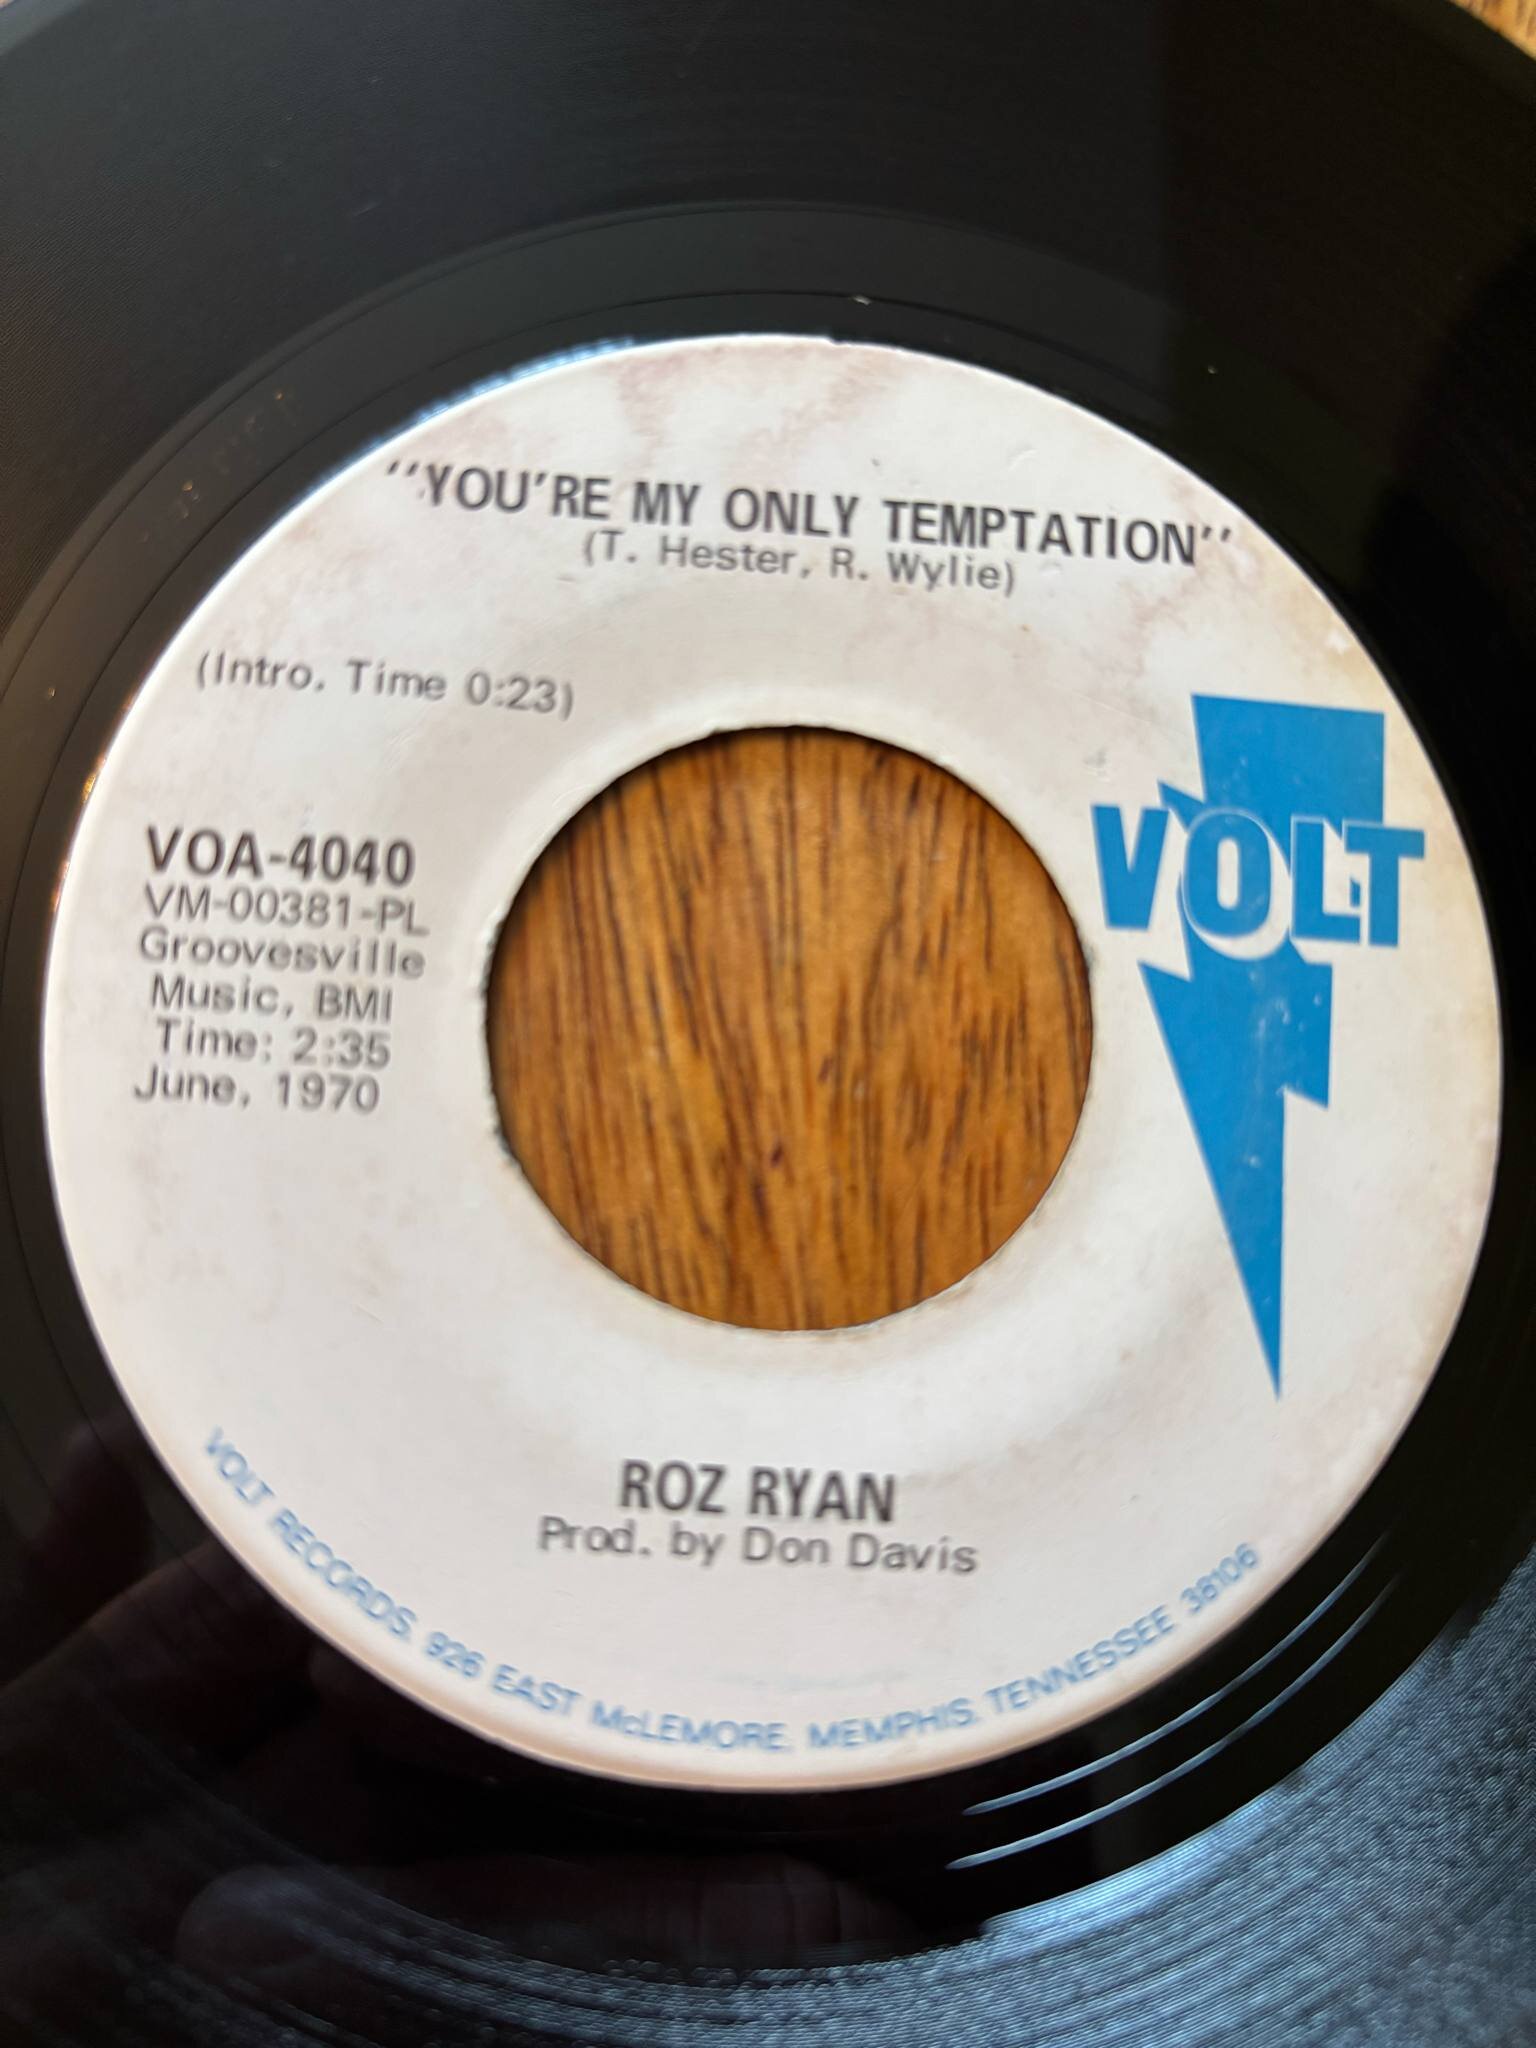 "YOU'RE MY ONLY TEMPTATION"
(T. Hester, R. Wylie)
(Intro. Time 0:23)
VOLT
VOA-4040
VM-00381-PL
Groovesville
Music, BMI
Time: 2:35
June, 1970
ROZ RYAN
Prod. by Don Davis
VOLT RECORDS, 926 EAST McLEMORE, MEMPHIS, TENNESSEE 38106